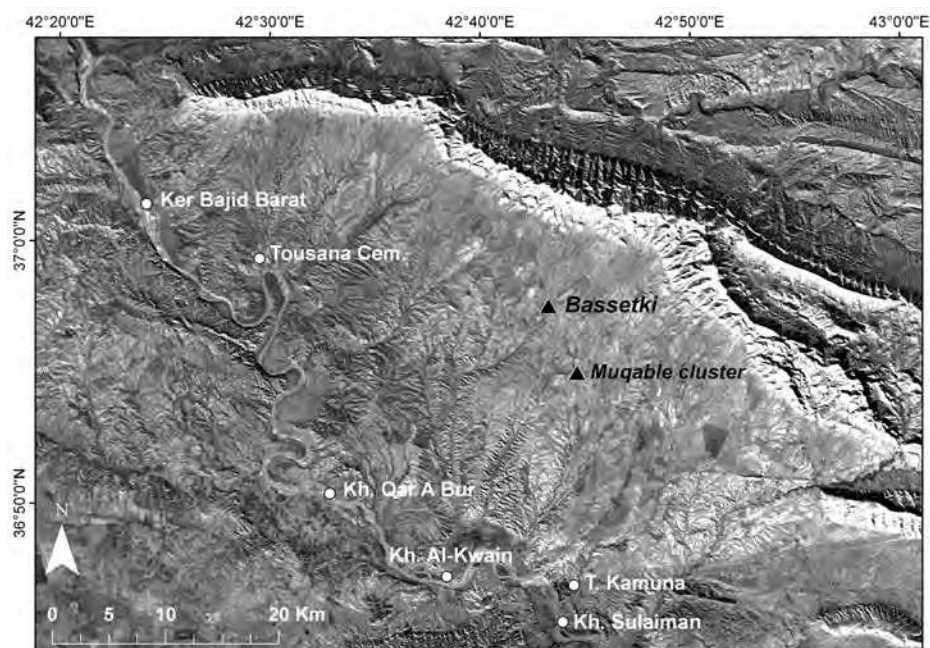 42°20'0"E
42°30'0"E
42°40'0"E
42°50'0"E
43°0'0"E
37°0'0"N
36°50'0"N
Ker Bajid Barat
Tousana Cem.
Bassetki
Muqable cluster
Kh. Qar A Bur
Kh. Al-Kwain
T. Kamuna
Kh. Sulaiman
N
0 5 10 20 Km